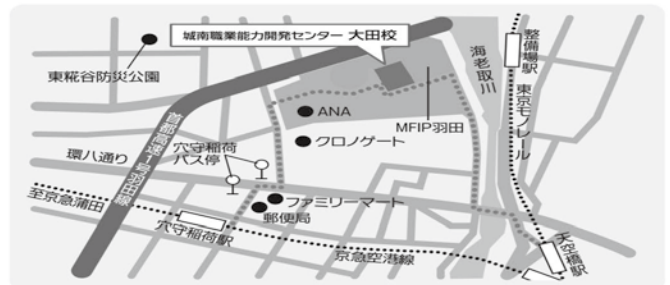 城南職業能力開発センター 大田校
東糀谷防災公園
海老取川
整備場駅
東京モノレール
ANA
MFIP羽田
クロノゲート
首都高速1号羽田線
穴守稲荷
バス停
環八通り
ファミリーマート
郵便局
至京急蒲田
穴守稲荷駅
京急空港線
天空橋駅